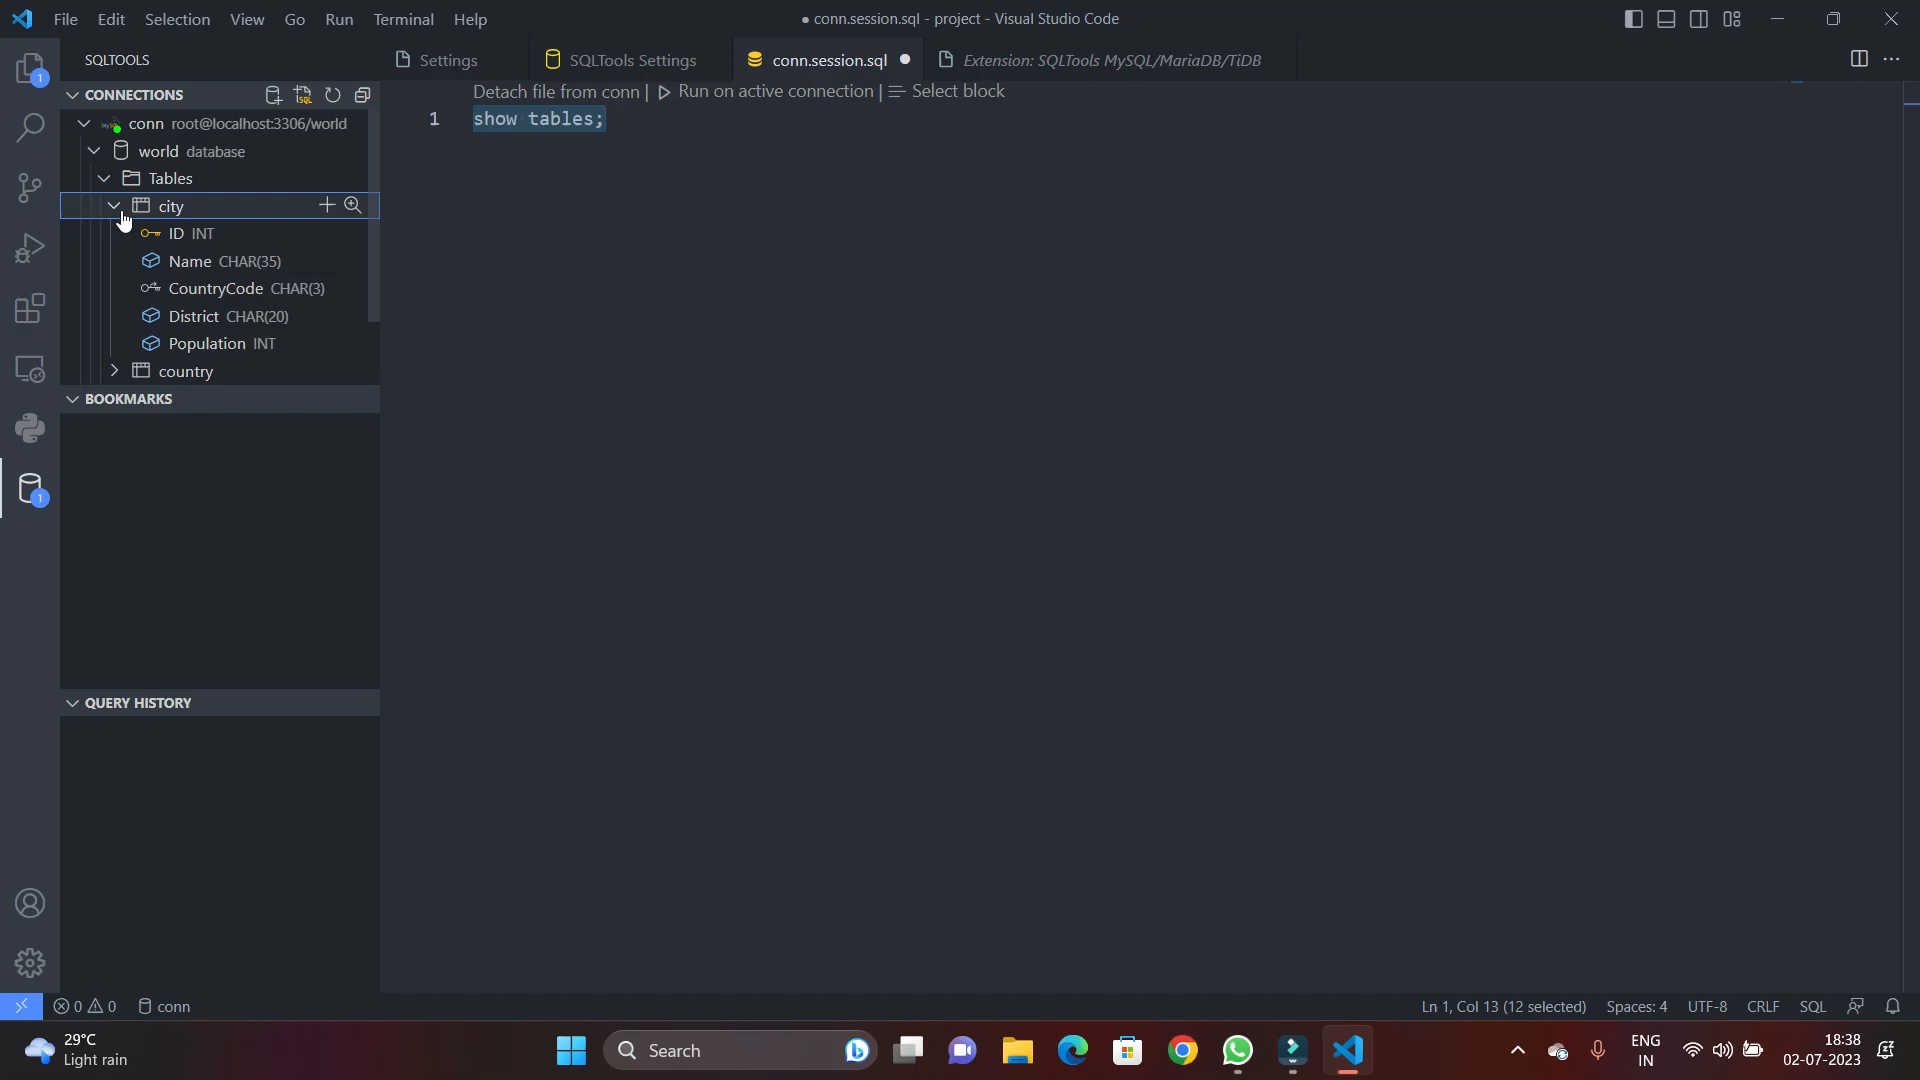 File Edit Selection View Go Run Terminal Help
● conn.session.sql - project - Visual Studio Code
SQLTOOLS
Settings
SQLTools Settings
conn.session.sql ●
Extension: SQLTools MySQL/MariaDB/TiDB
1
CONNECTIONS
SQL
Detach file from conn | Run on active connection | Select block
conn root@localhost:3306/world
1 show tables;
world database
Tables
city
ID INT
Name CHAR(35)
CountryCode CHAR(3)
District CHAR(20)
Population INT
country
BOOKMARKS
1
QUERY HISTORY
0 0 conn
Ln 1, Col 13 (12 selected) Spaces: 4 UTF-8 CRLF SQL
29°C
Light rain
Search
ENG
IN
18:38
02-07-2023